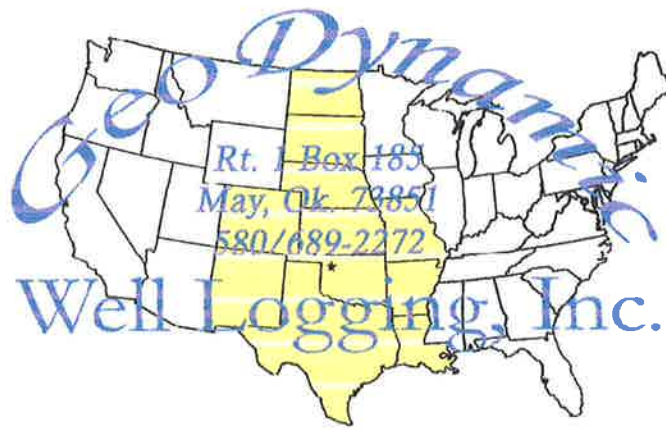 Geo Dynamic
Rt. 1 Box 185
May, Ok. 73851
580/689-2272
Well Logging, Inc.